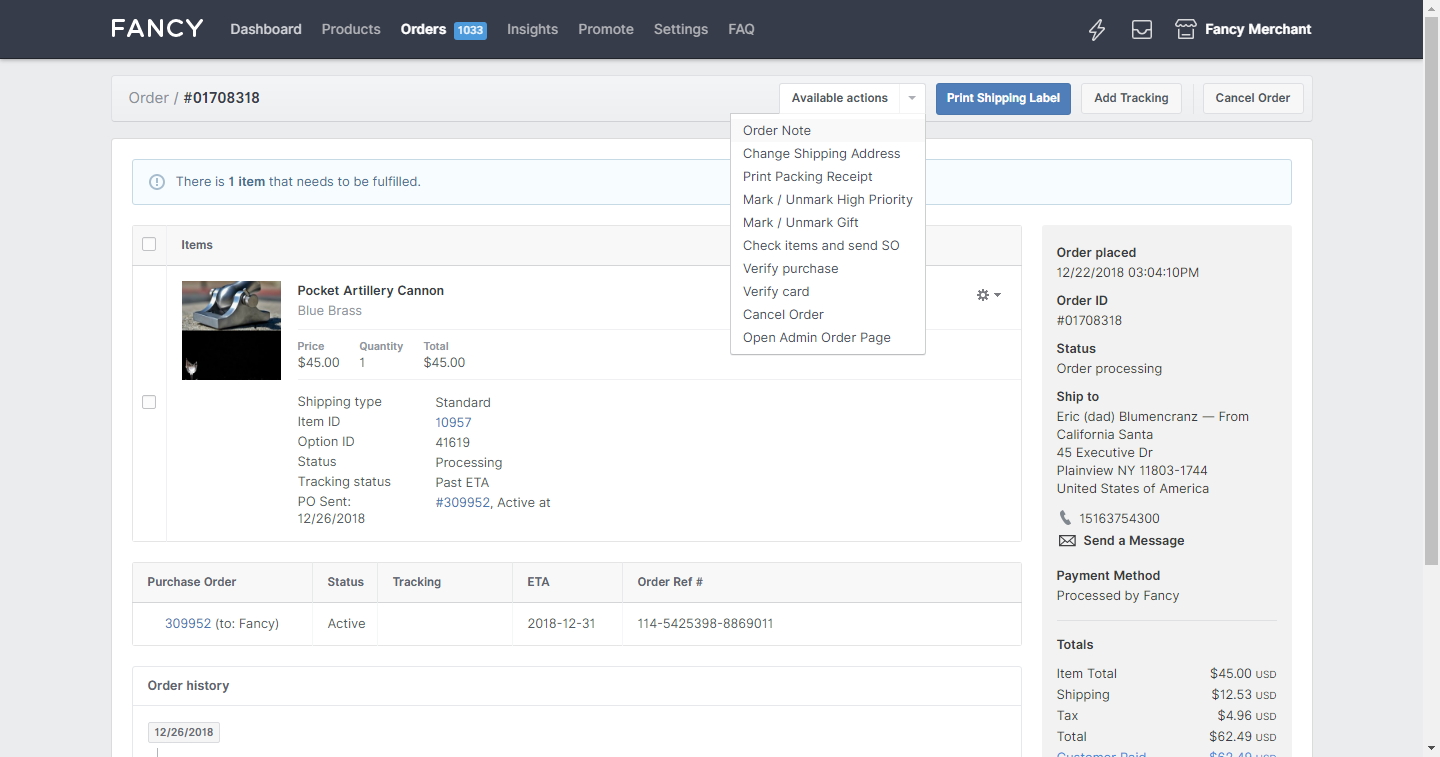 FANCY Dashboard Products Orders 1033 Insights Promote Settings FAQ Fancy Merchant
Order / #01708318 Available actions Print Shipping Label Add Tracking Cancel Order
Order Note
Change Shipping Address
Print Packing Receipt
Mark / Unmark High Priority
Mark / Unmark Gift
Check items and send SO
Verify purchase
Verify card
Cancel Order
Open Admin Order Page
There is 1 item that needs to be fulfilled.
Items
Pocket Artillery Cannon
Blue Brass
Price Quantity Total
$45.00 1 $45.00
Shipping type Standard
Item ID 10957
Option ID 41619
Status Processing
Tracking status Past ETA
PO Sent: #309952, Active at
12/26/2018
Purchase Order Status Tracking ETA Order Ref #
309952 (to: Fancy) Active 2018-12-31 114-5425398-8869011
Order history
12/26/2018
Order placed
12/22/2018 03:04:10PM
Order ID
#01708318
Status
Order processing
Ship to
Eric (dad) Blumencranz — From
California Santa
45 Executive Dr
Plainview NY 11803-1744
United States of America
15163754300
Send a Message
Payment Method
Processed by Fancy
Totals
Item Total $45.00 USD
Shipping $12.53 USD
Tax $4.96 USD
Total $62.49 USD
Customer Paid $62.49 USD